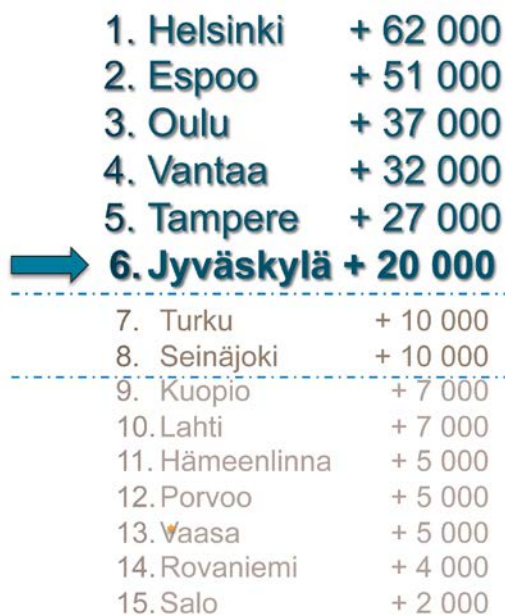 1. Helsinki + 62 000
2. Espoo + 51 000
3. Oulu + 37 000
4. Vantaa + 32 000
5. Tampere + 27 000
6. Jyväskylä + 20 000
7. Turku + 10 000
8. Seinäjoki + 10 000
9. Kuopio + 7 000
10. Lahti + 7 000
11. Hämeenlinna + 5 000
12. Porvoo + 5 000
13. Vaasa + 5 000
14. Rovaniemi + 4 000
15. Salo + 2 000